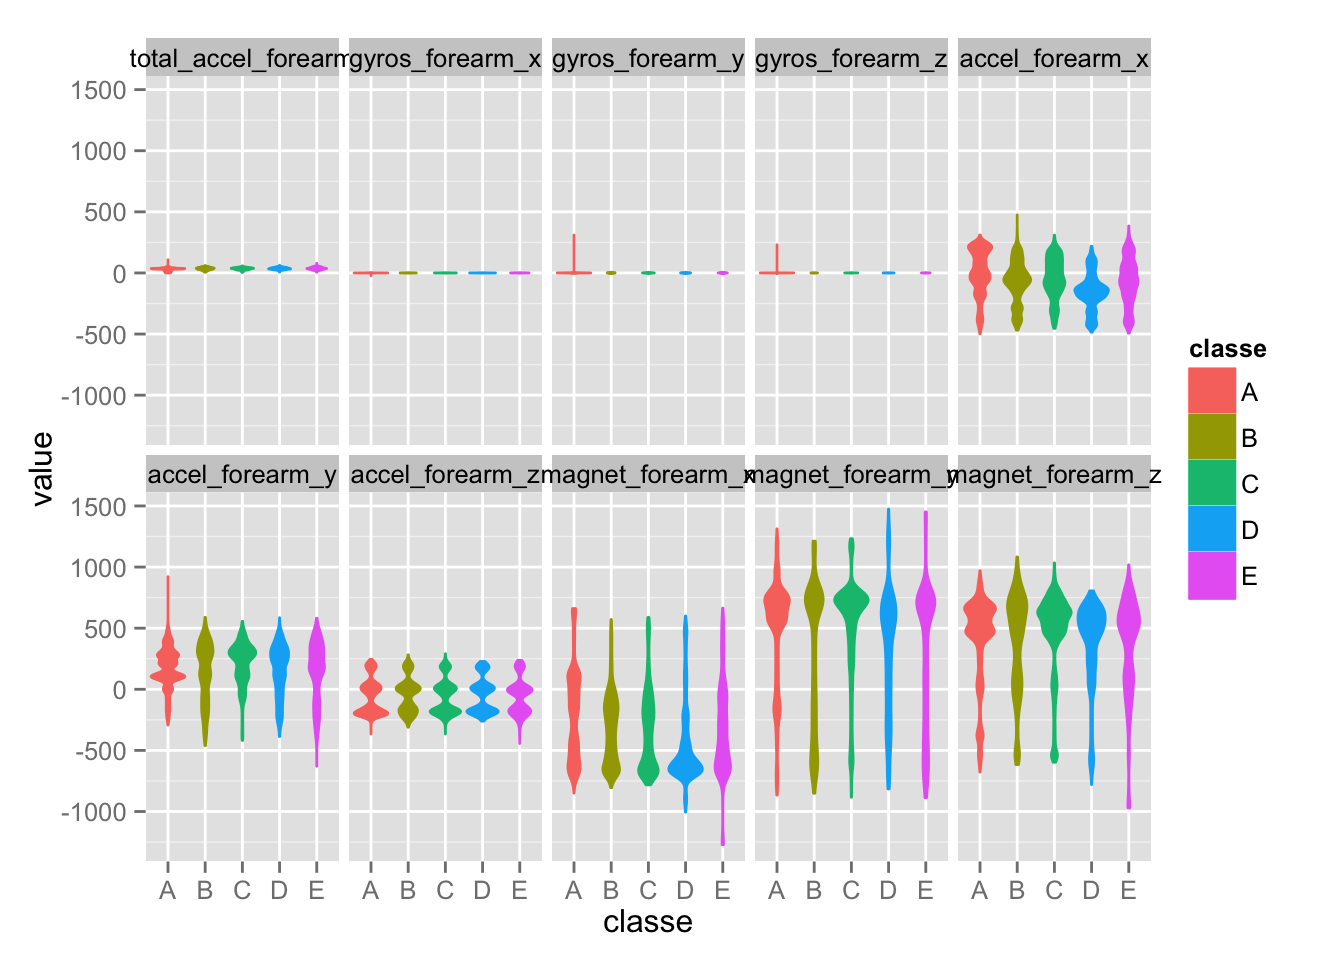 total_accel_forearm gyros_forearm_x gyros_forearm_y gyros_forearm_z accel_forearm_x
1500
1000
500
0
-500
-1000
value
accel_forearm_y accel_forearm_z magnet_forearm_x magnet_forearm_y magnet_forearm_z
1500
1000
500
0
-500
-1000
A B C D E A B C D E A B C D E A B C D E A B C D E
classe
classe
A
B
C
D
E